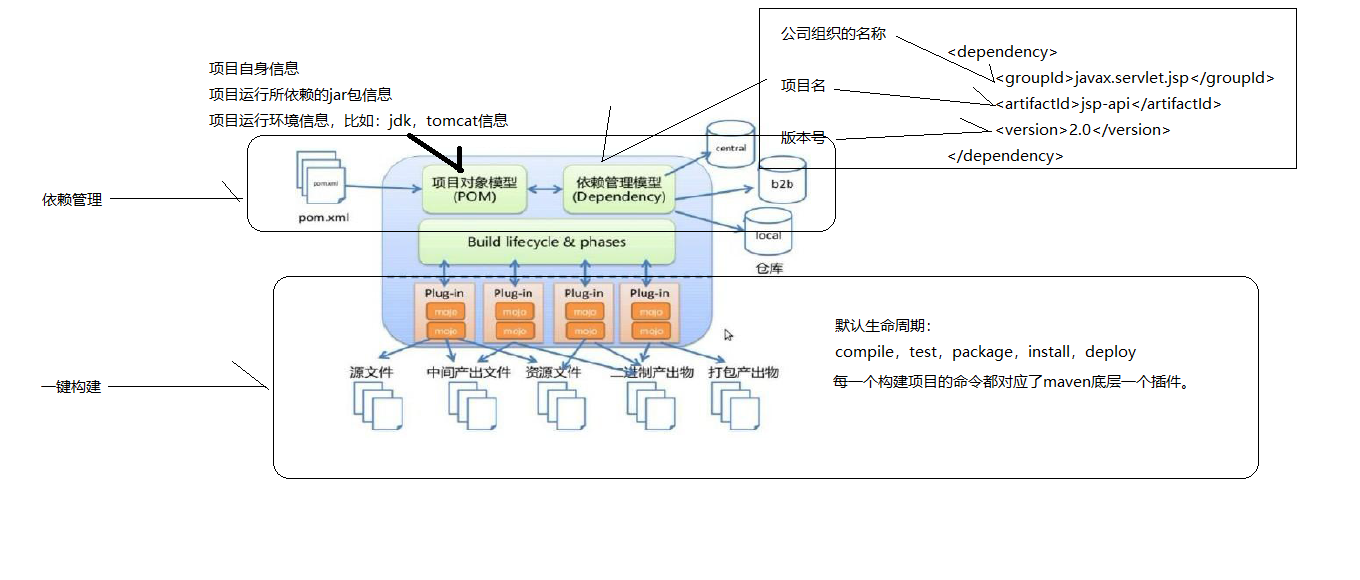 公司组织的名称
<dependency>
<groupId>javax.servlet.jsp</groupId>
项目名
<artifactId>jsp-api</artifactId>
版本号
<version>2.0</version>
</dependency>
项目自身信息
项目运行所依赖的jar包信息
项目运行环境信息，比如：jdk，tomcat信息
依赖管理
pom.xml
pom.xml
项目对象模型
(POM)
依赖管理模型
(Dependency)
central
b2b
local
仓库
Build lifecycle & phases
Plug-in
mojo
mojo
Plug-in
mojo
mojo
Plug-in
mojo
mojo
Plug-in
mojo
mojo
一键构建
源文件
中间产出文件
资源文件
二进制产出物
打包产出物
默认生命周期：
compile，test，package，install，deploy
每一个构建项目的命令都对应了maven底层一个插件。